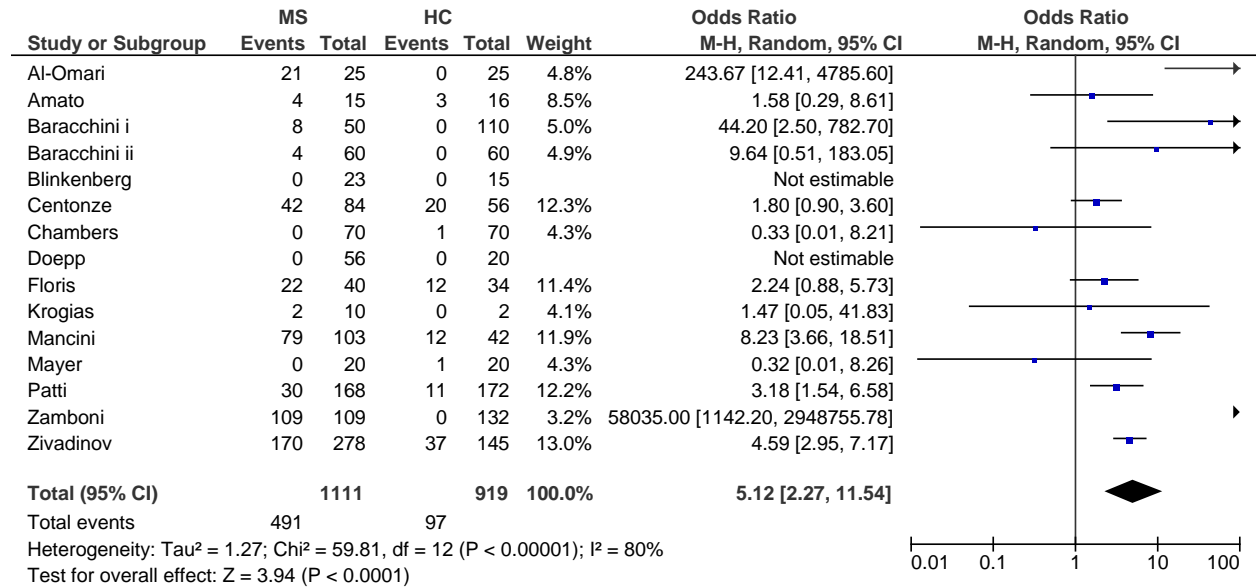 MS HC Odds Ratio Odds Ratio
Study or Subgroup Events Total Events Total Weight M-H, Random, 95% CI M-H, Random, 95% CI
Al-Omari 21 25 0 25 4.8% 243.67 [12.41, 4785.60]
Amato 4 15 3 16 8.5% 1.58 [0.29, 8.61]
Baracchini i 8 50 0 110 5.0% 44.20 [2.50, 782.70]
Baracchini ii 4 60 0 60 4.9% 9.64 [0.51, 183.05]
Blinkenberg 0 23 0 15 Not estimable
Centonze 42 84 20 56 12.3% 1.80 [0.90, 3.60]
Chambers 0 70 1 70 4.3% 0.33 [0.01, 8.21]
Doepp 0 56 0 20 Not estimable
Floris 22 40 12 34 11.4% 2.24 [0.88, 5.73]
Krogias 2 10 0 2 4.1% 1.47 [0.05, 41.83]
Mancini 79 103 12 42 11.9% 8.23 [3.66, 18.51]
Mayer 0 20 1 20 4.3% 0.32 [0.01, 8.26]
Patti 30 168 11 172 12.2% 3.18 [1.54, 6.58]
Zamboni 109 109 0 132 3.2% 58035.00 [1142.20, 2948755.78]
Zivadinov 170 278 37 145 13.0% 4.59 [2.95, 7.17]
Total (95% CI) 1111 919 100.0% 5.12 [2.27, 11.54]
Total events 491 97
Heterogeneity: Tau² = 1.27; Chi² = 59.81, df = 12 (P < 0.00001); I² = 80%
Test for overall effect: Z = 3.94 (P < 0.0001)
0.01 0.1 1 10 100